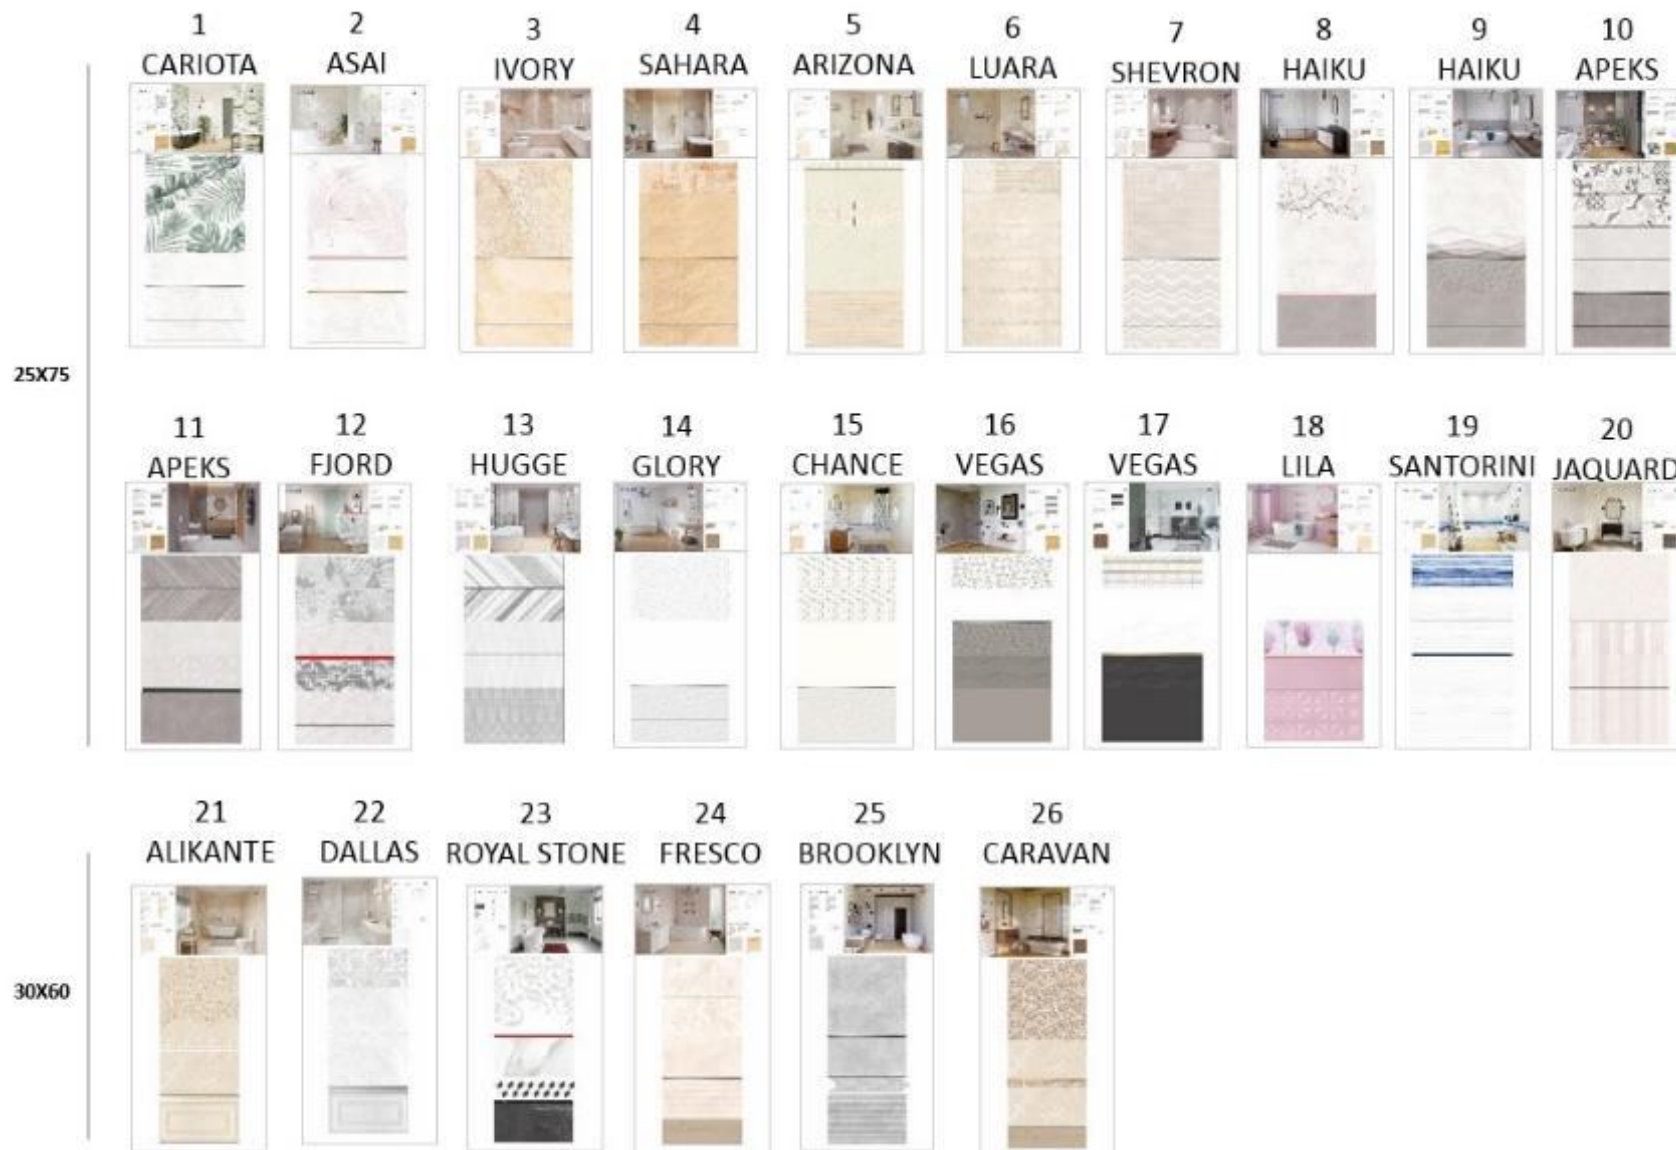 1
CARIOTA
2
ASAI
3
IVORY
4
SAHARA
5
ARIZONA
6
LUARA
7
SHEVRON
8
HAIKU
9
HAIKU
10
APEKS
25X75
11
APEKS
12
FJORD
13
HUGGE
14
GLORY
15
CHANCE
16
VEGAS
17
VEGAS
18
LILA
19
SANTORINI
20
JAQUARD
21
ALIKANTE
22
DALLAS
23
ROYAL STONE
24
FRESCO
25
BROOKLYN
26
CARAVAN
30X60